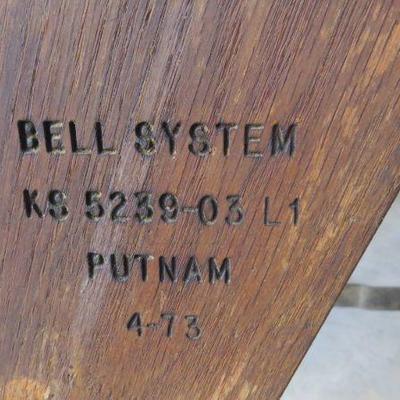 BELL SYSTEM
KS 5239-03 L1
PUTNAM
4-73